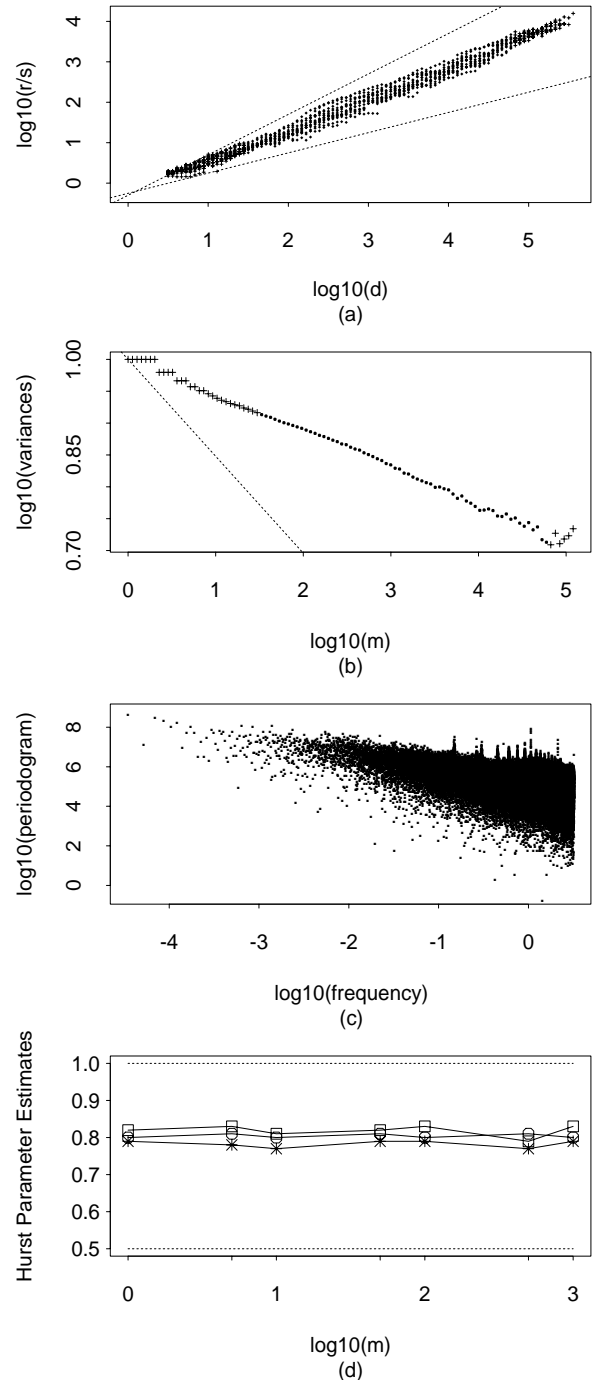 log10(r/s)
4
3
2
1
0
0 1 2 3 4 5
log10(d)
(a)
log10(variances)
1.00
0.85
0.70
0 1 2 3 4 5
log10(m)
(b)
log10(periodogram)
8
6
4
2
0
-4 -3 -2 -1 0
log10(frequency)
(c)
Hurst Parameter Estimates
1.0
0.9
0.8
0.7
0.6
0.5
0 1 2 3
log10(m)
(d)